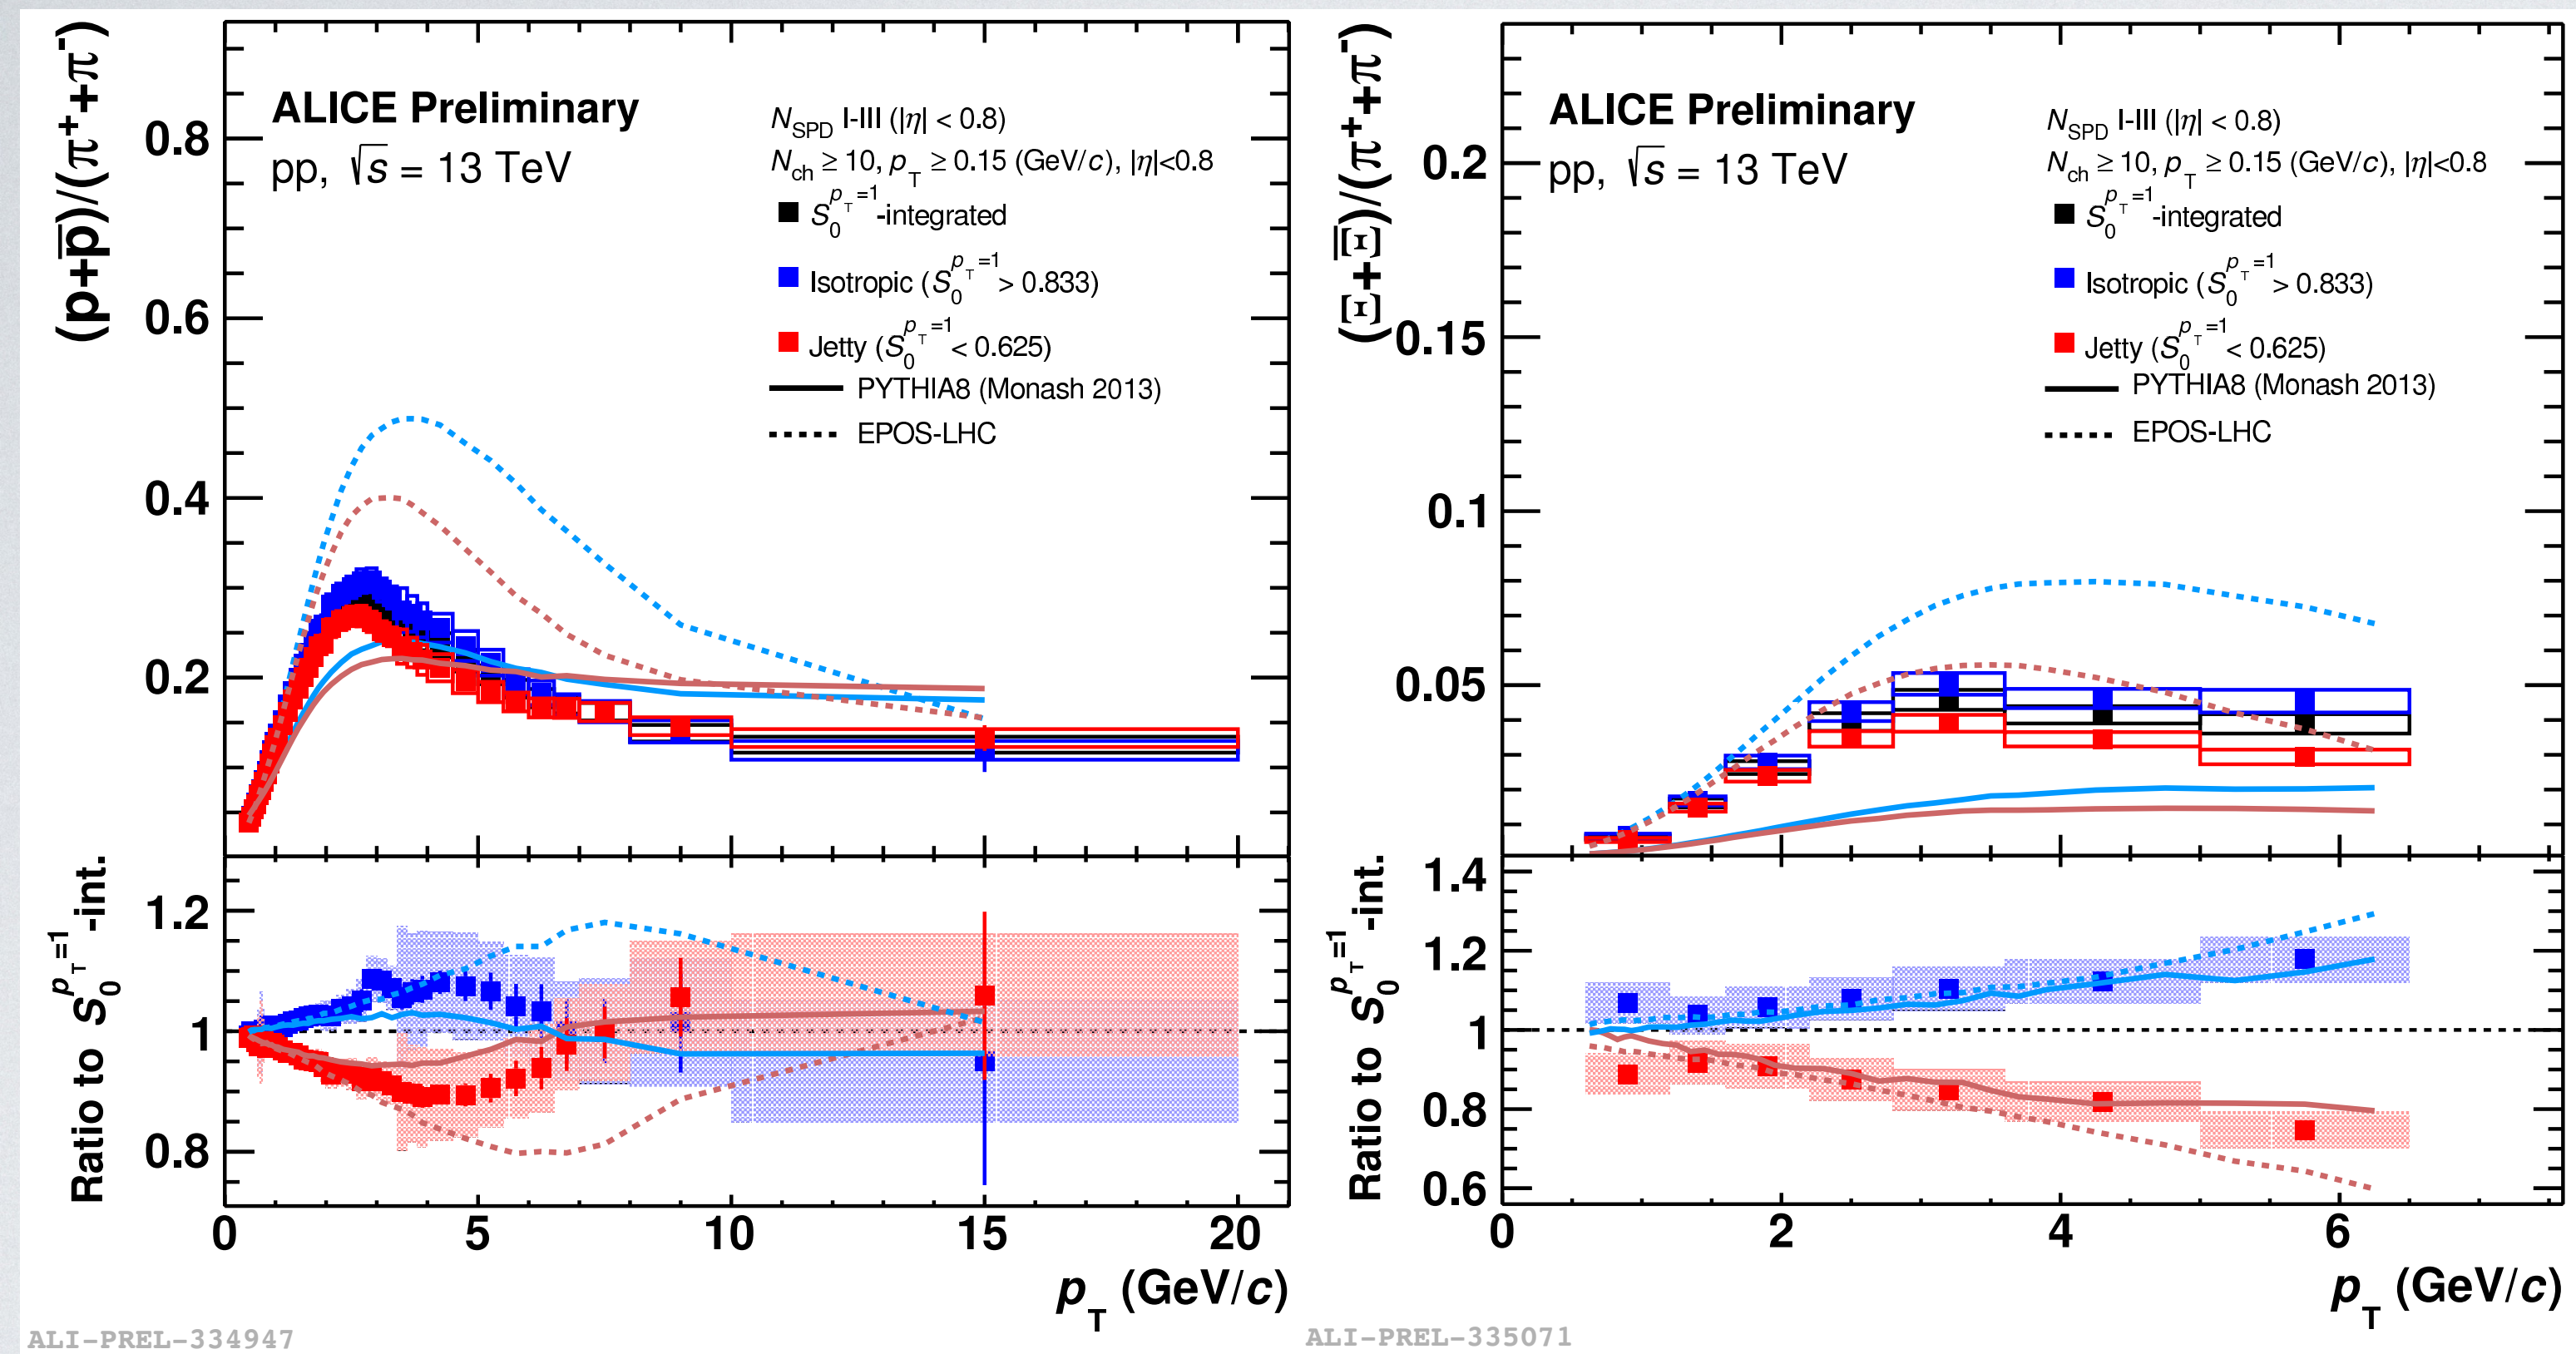 (p+p̅)/(π⁺+π⁻)
ALICE Preliminary
pp, √s = 13 TeV
N_SPD I-III (|η| < 0.8)
N_ch ≥ 10, p_T ≥ 0.15 (GeV/c), |η|<0.8
S_0^{p_T=1}-integrated
Isotropic (S_0^{p_T=1} > 0.833)
Jetty (S_0^{p_T=1} < 0.625)
PYTHIA8 (Monash 2013)
EPOS-LHC
0.8
0.6
0.4
0.2
Ratio to S_0^{p_T=1}-int.
1.2
1
0.8
0 5 10 15 20
p_T (GeV/c)
ALI-PREL-334947
(Ξ+Ξ̅)/(π⁺+π⁻)
ALICE Preliminary
pp, √s = 13 TeV
N_SPD I-III (|η| < 0.8)
N_ch ≥ 10, p_T ≥ 0.15 (GeV/c), |η|<0.8
S_0^{p_T=1}-integrated
Isotropic (S_0^{p_T=1} > 0.833)
Jetty (S_0^{p_T=1} < 0.625)
PYTHIA8 (Monash 2013)
EPOS-LHC
0.2
0.15
0.1
0.05
Ratio to S_0^{p_T=1}-int.
1.4
1.2
1
0.8
0.6
0 2 4 6
p_T (GeV/c)
ALI-PREL-335071